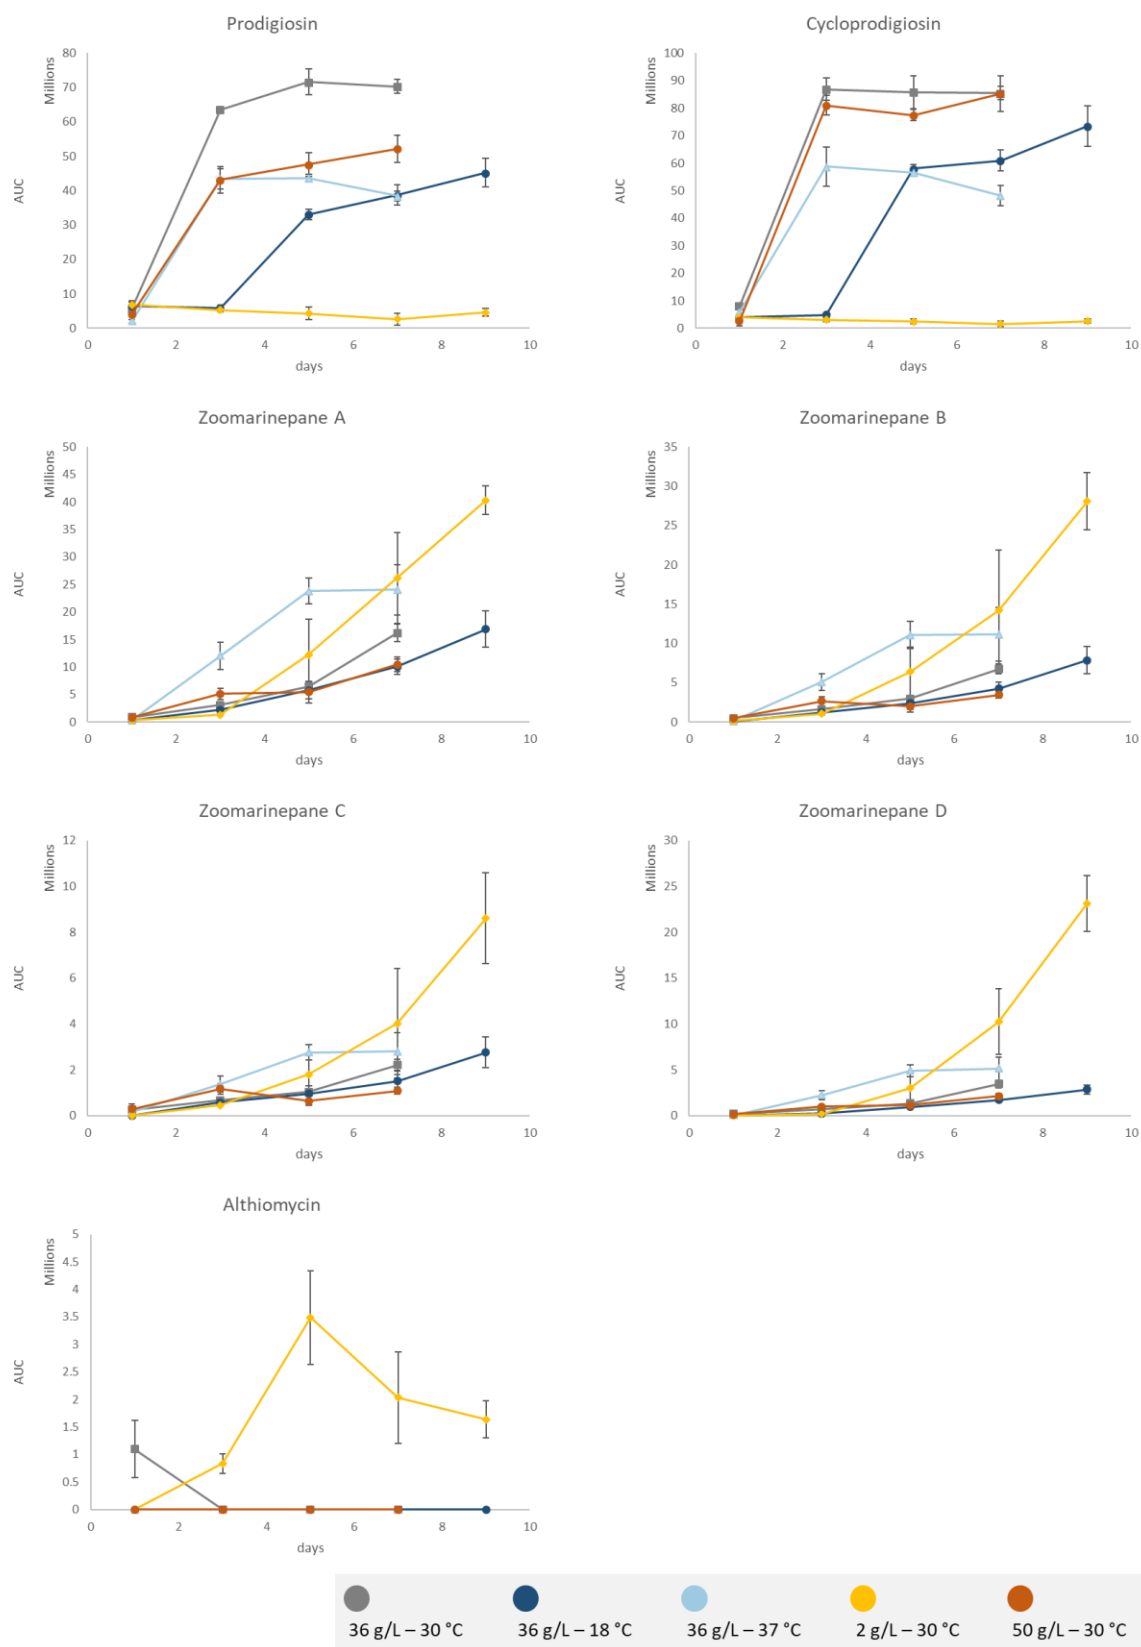 Prodigiosin
Millions
80
70
60
50
40
30
20
10
0
AUC
0 2 4 6 8 10
days
Cycloprodigiosin
Millions
100
90
80
70
60
50
40
30
20
10
0
AUC
0 2 4 6 8 10
days
Zoomarinepane A
Millions
50
45
40
35
30
25
20
15
10
5
0
AUC
0 2 4 6 8 10
days
Zoomarinepane B
Millions
35
30
25
20
15
10
5
0
AUC
0 2 4 6 8 10
days
Zoomarinepane C
Millions
12
10
8
6
4
2
0
AUC
0 2 4 6 8 10
days
Zoomarinepane D
Millions
30
25
20
15
10
5
0
AUC
0 2 4 6 8 10
days
Althiomycin
Millions
5
4.5
4
3.5
3
2.5
2
1.5
1
0.5
0
AUC
0 2 4 6 8 10
days
36 g/L – 30 °C 36 g/L – 18 °C 36 g/L – 37 °C 2 g/L – 30 °C 50 g/L – 30 °C